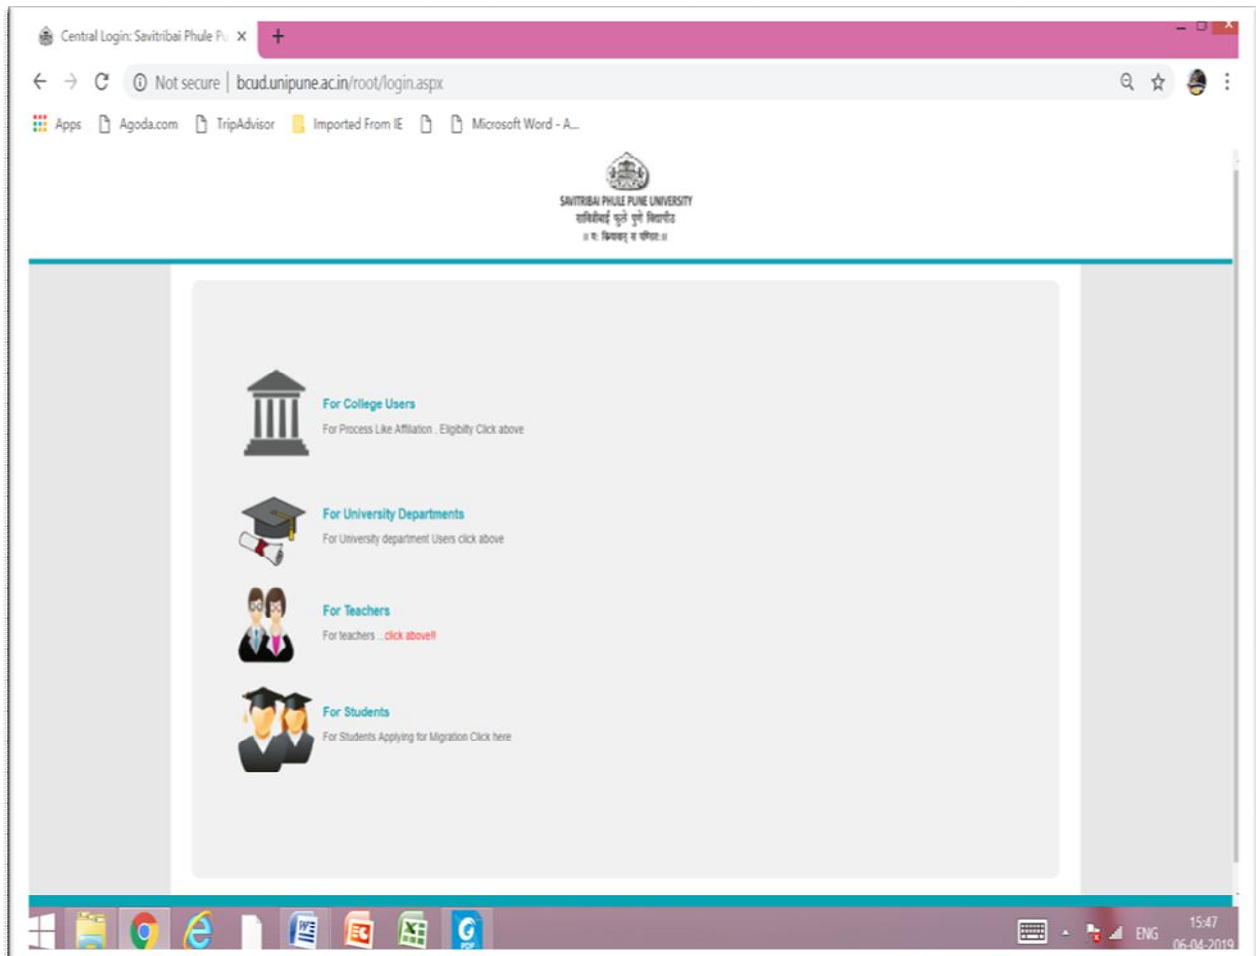 Central Login: Savitribai Phule Pu
Not secure | bcud.unipune.ac.in/root/login.aspx
Apps Agoda.com TripAdvisor Imported From IE Microsoft Word - A...
SAVITRIBAI PHULE PUNE UNIVERSITY
सावित्रीबाई फुले पुणे विद्यापीठ
॥ यः क्रियावान् स पण्डितः॥
For College Users
For Process Like Affiliation . Eligibilty Click above
For University Departments
For University department Users click above
For Teachers
For teachers ...click above!!
For Students
For Students Applying for Migration Click here
PDF
ENG
15:47
06-04-2019